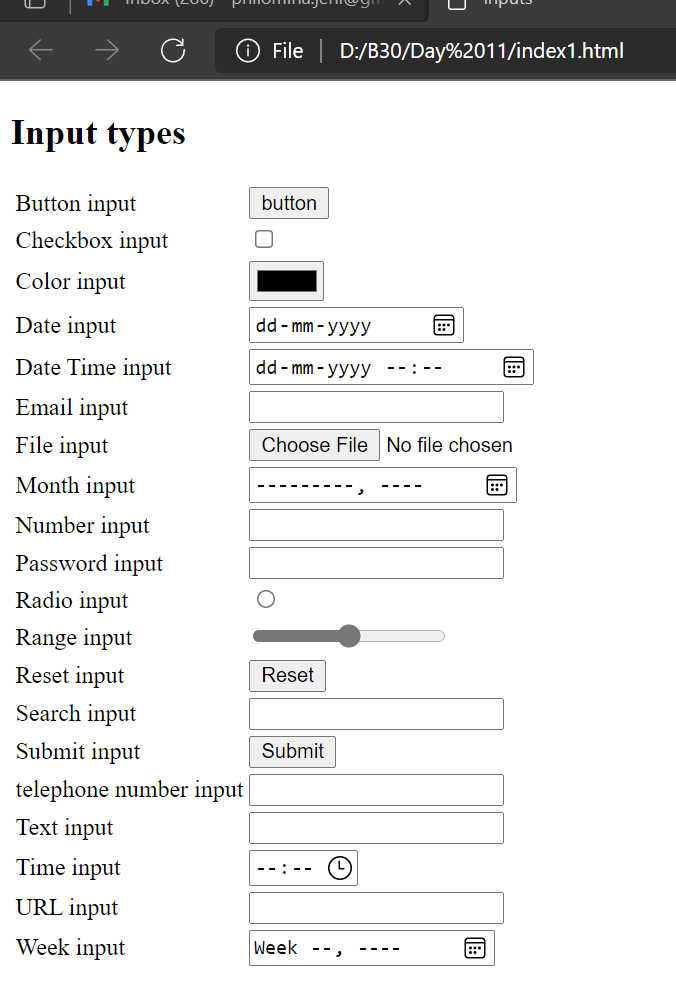 Inbox (286) - philomina.jeni@gm
Inputs
File D:/B30/Day%2011/index1.html
Input types
Button input button
Checkbox input
Color input
Date input dd-mm-yyyy
Date Time input dd-mm-yyyy --:--
Email input
File input Choose File No file chosen
Month input ---------, ----
Number input
Password input
Radio input
Range input
Reset input Reset
Search input
Submit input Submit
telephone number input
Text input
Time input --:--
URL input
Week input Week --, ----